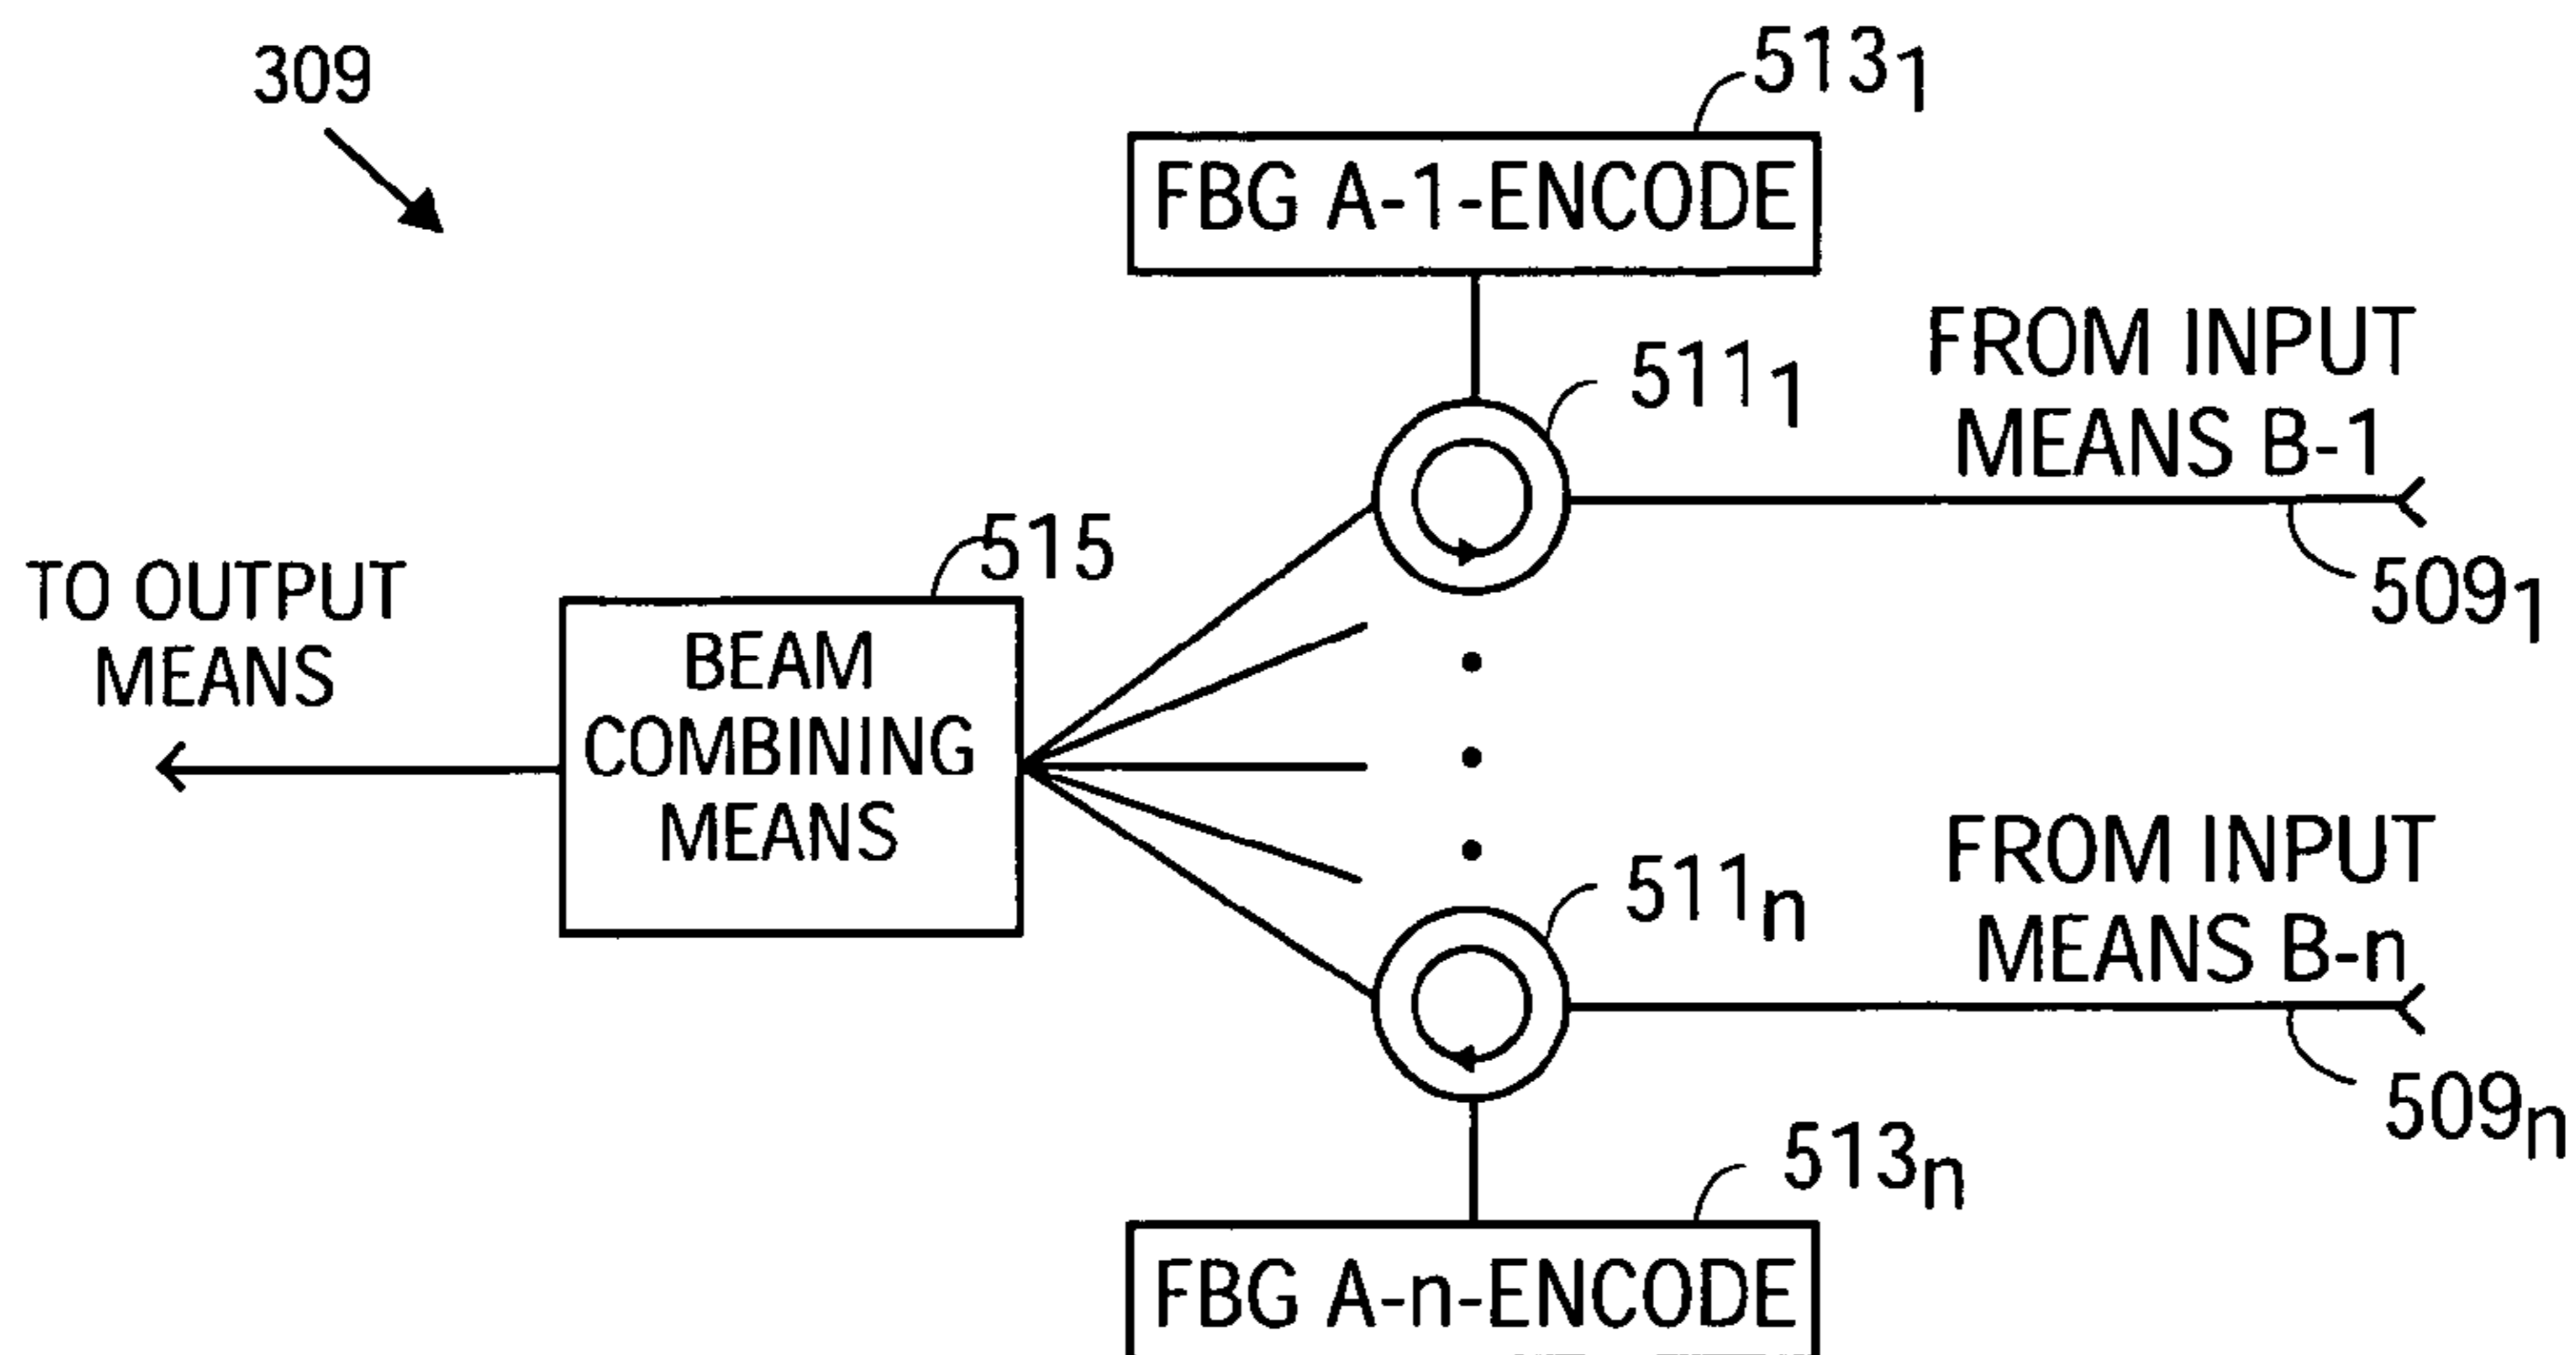 309
513₁
FBG A-1-ENCODE
511₁
FROM INPUT
MEANS B-1
509₁
515
TO OUTPUT
MEANS
BEAM
COMBINING
MEANS
511ₙ
FROM INPUT
MEANS B-n
509ₙ
513ₙ
FBG A-n-ENCODE